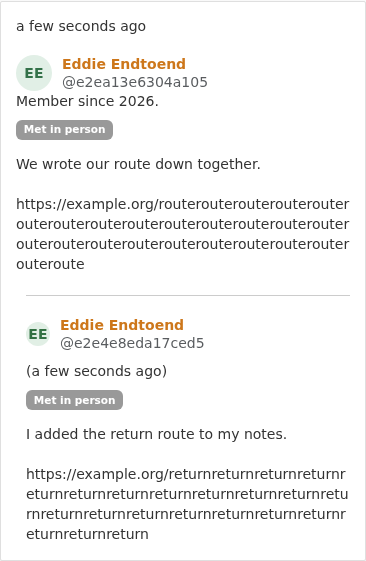 a few seconds ago
EE
Eddie Endtoend
@e2ea13e6304a105
Member since 2026.
Met in person
We wrote our route down together.
https://example.org/routerouterouterouterouter
outerouterouterouterouterouterouterouterouter
outerouterouterouterouterouterouterouterouter
outeroute
EE
Eddie Endtoend
@e2e4e8eda17ced5
(a few seconds ago)
Met in person
I added the return route to my notes.
https://example.org/returnreturnreturnreturnr
eturnreturnreturnreturnreturnreturnreturnretu
rnreturnreturnreturnreturnreturnreturnreturnr
eturnreturnreturn